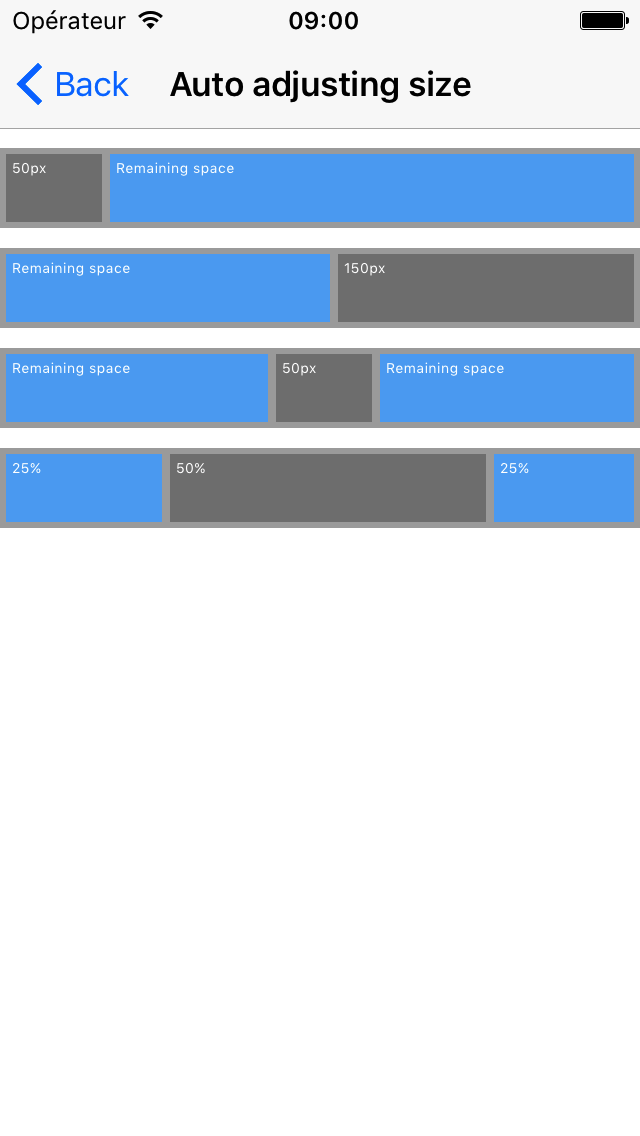 Opérateur 09:00
Back Auto adjusting size
50px Remaining space
Remaining space 150px
Remaining space 50px Remaining space
25% 50% 25%